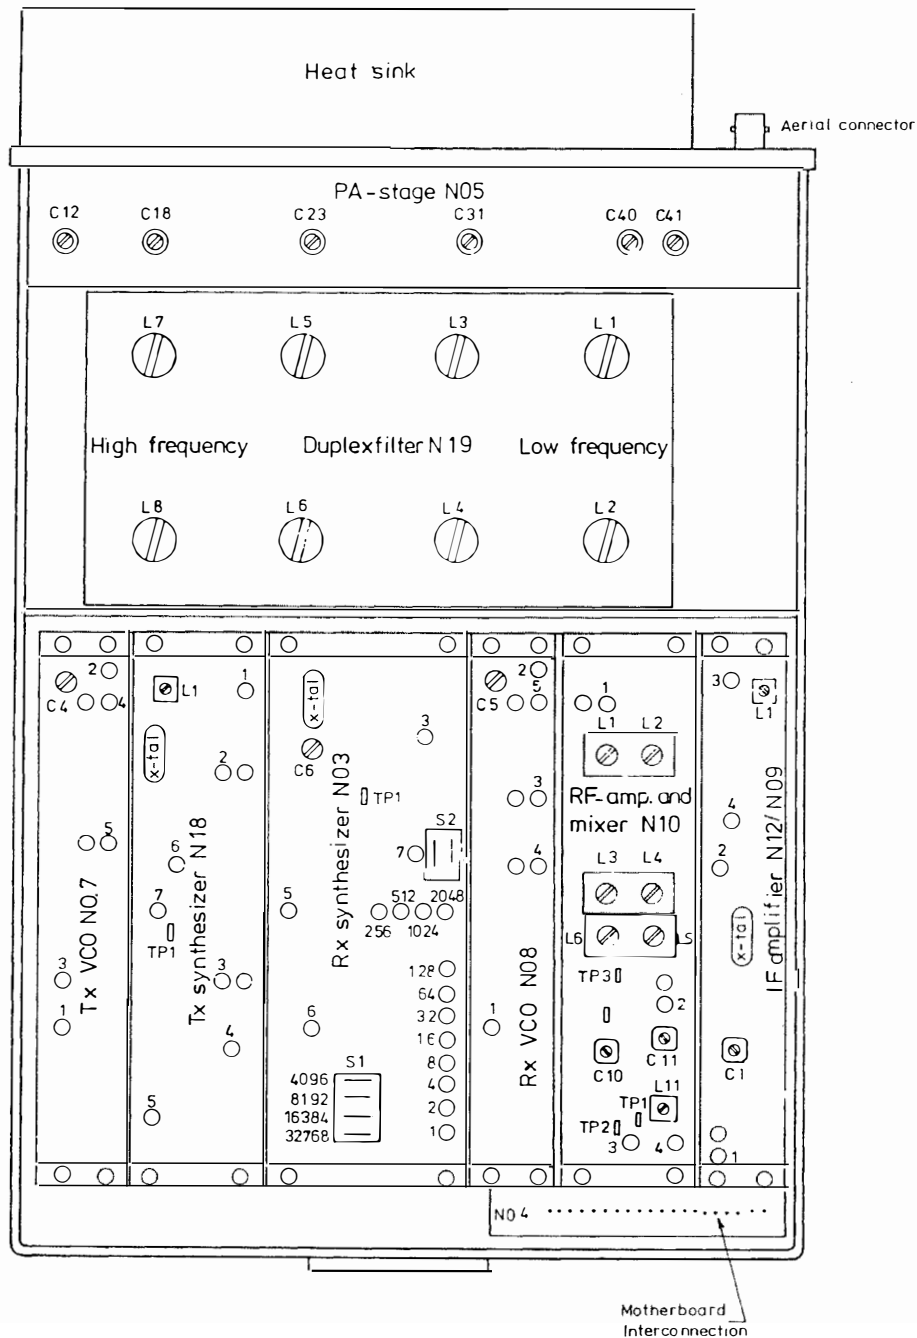 Heat sink
Aerial connector
PA-stage N05
C12 C18 C23 C31 C40 C41
L7 L5 L3 L1
High frequency Duplexfilter N19 Low frequency
L8 L6 L4 L2
2
C4
4
5
3
1
Tx VCO N0.7
L1
1
x-tal
2
6
7
TP1
3
4
5
Tx synthesizer N18
x-tal
C6
3
TP1
S2
7
5
512 2048
256 1024
128
64
32
16
8
4
2
1
6
S1
4096
8192
16384
32768
Rx synthesizer N03
2
C5
5
3
4
1
Rx VCO N08
1
L1 L2
RF-amp. and
mixer N10
L3 L4
L6 L5
TP3
2
C10
C11
L11
TP1
TP2
3
4
3
L1
4
2
x-tal
C1
1
IF amplifier N12/N09
N04
Motherboard
Interconnection